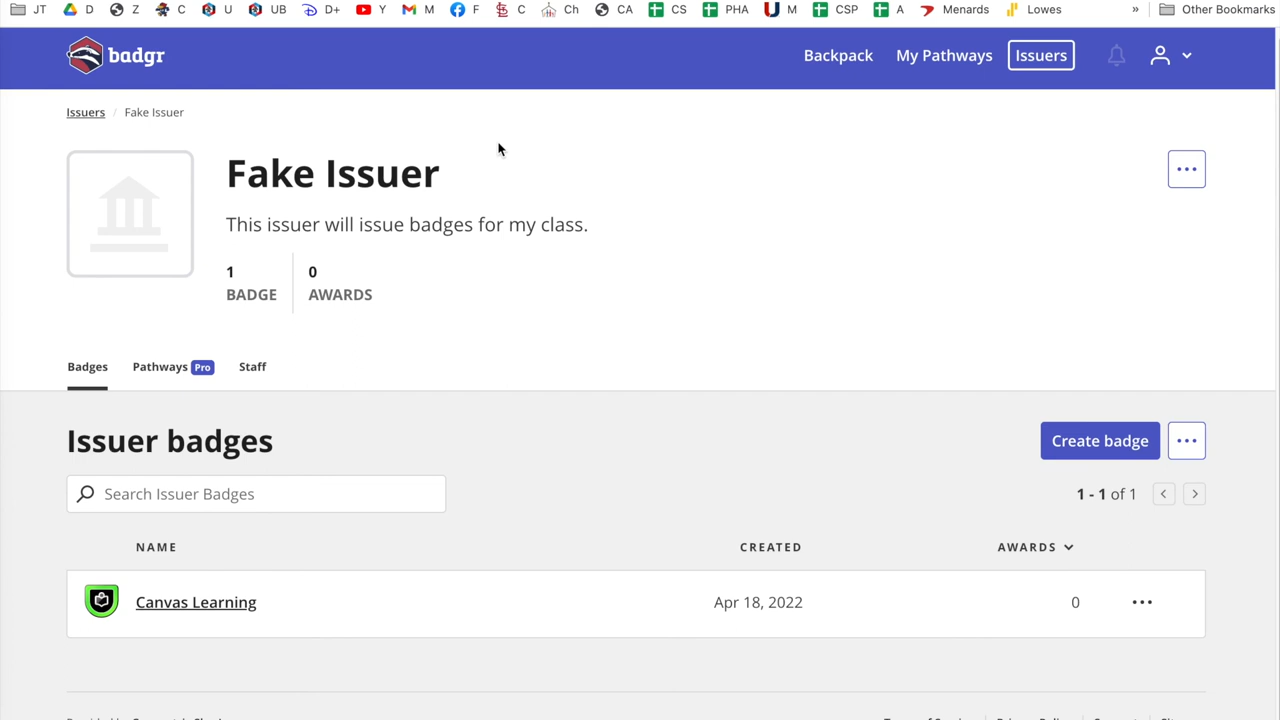 JT D Z C U UB D+ Y M F C Ch CA CS PHA M CSP A Menards Lowes » Other Bookmarks
badgr Backpack My Pathways Issuers
Issuers / Fake Issuer
Fake Issuer
This issuer will issue badges for my class.
1 0
BADGE AWARDS
Badges Pathways Pro Staff
Issuer badges Create badge
Search Issuer Badges 1 - 1 of 1
NAME CREATED AWARDS
Canvas Learning Apr 18, 2022 0